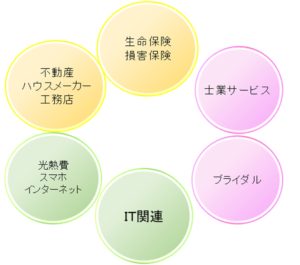 生命保険
損害保険
不動産
ハウスメーカー
工務店
士業サービス
光熱費
スマホ
インターネット
ブライダル
IT関連